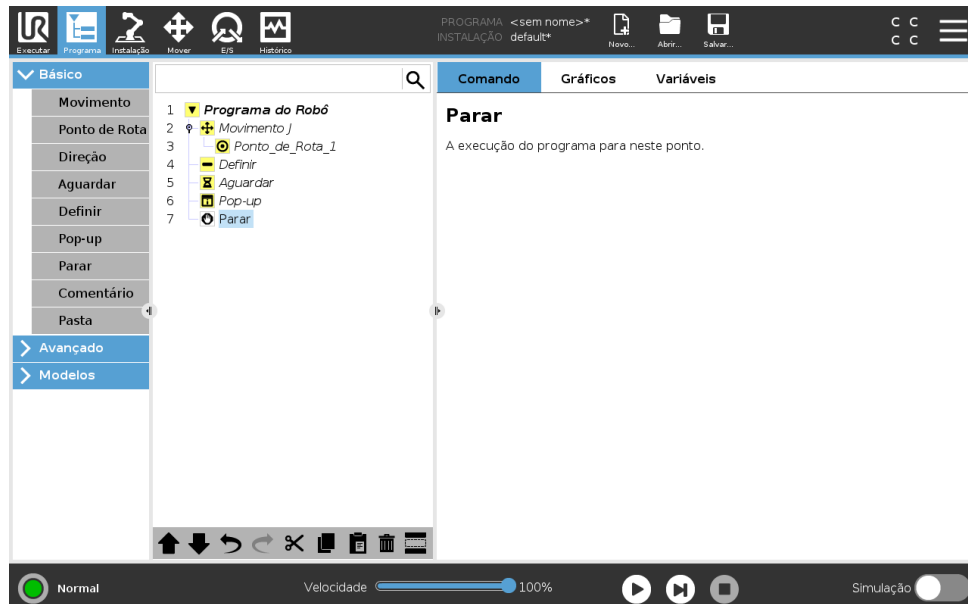 PROGRAMA <sem nome>*
INSTALAÇÃO default*
C C
C C
Executar Programa Instalação Mover E/S Histórico Novo... Abrir... Salvar...
Básico
Movimento
Ponto de Rota
Direção
Aguardar
Definir
Pop-up
Parar
Comentário
Pasta
Avançado
Modelos
1 Programa do Robô
2 Movimento J
3 Ponto_de_Rota_1
4 Definir
5 Aguardar
6 Pop-up
7 Parar
Comando Gráficos Variáveis
Parar
A execução do programa para neste ponto.
Normal Velocidade 100% Simulação